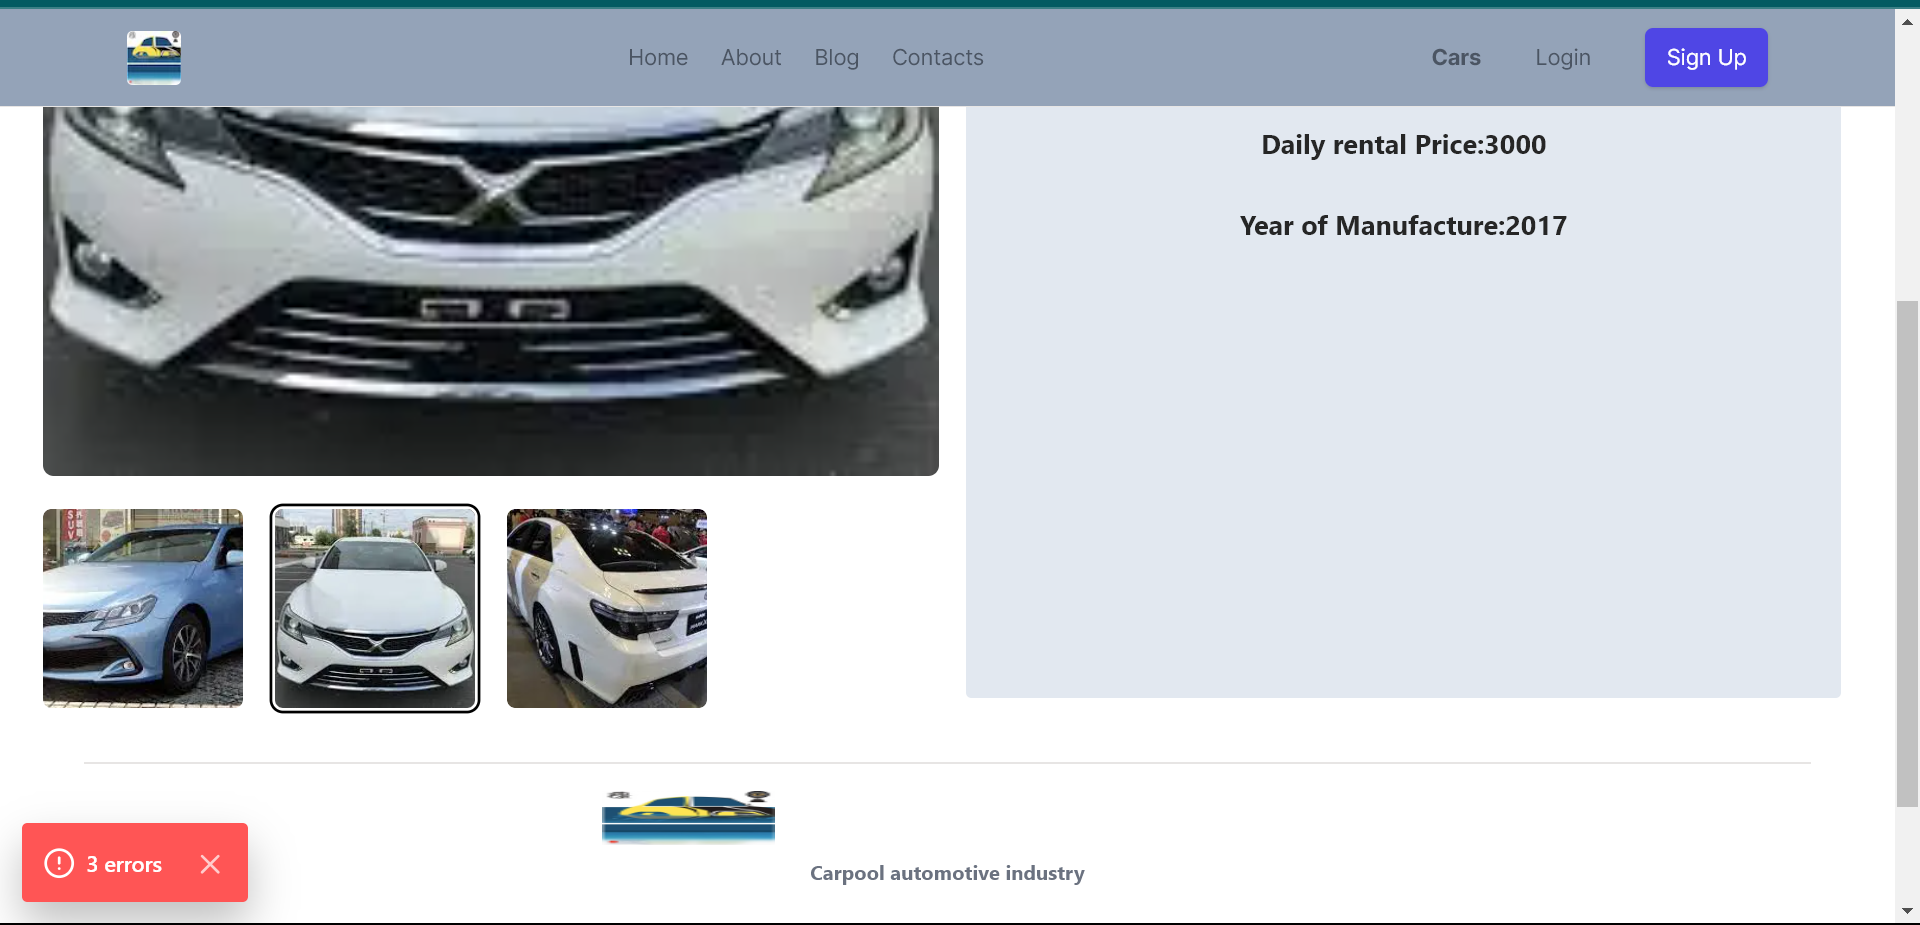 Home About Blog Contacts Cars Login Sign Up
Daily rental Price:3000
Year of Manufacture:2017
SUV
3 errors
Carpool automotive industry